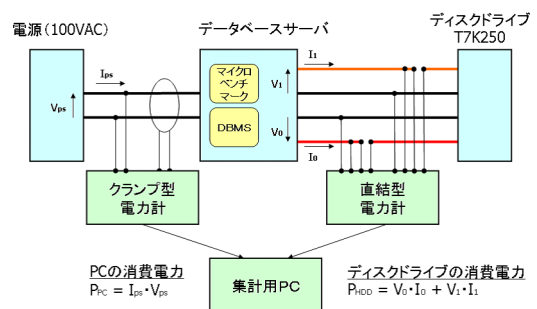 電源(100VAC)
データベースサーバ
ディスクドライブ
T7K250
Ips
Vps
マイクロ
ベンチ
マーク
DBMS
I1
V1
V0
I0
クランプ型
電力計
直結型
電力計
PCの消費電力
PPC = Ips・Vps
集計用PC
ディスクドライブの消費電力
PHDD = V0・I0 + V1・I1